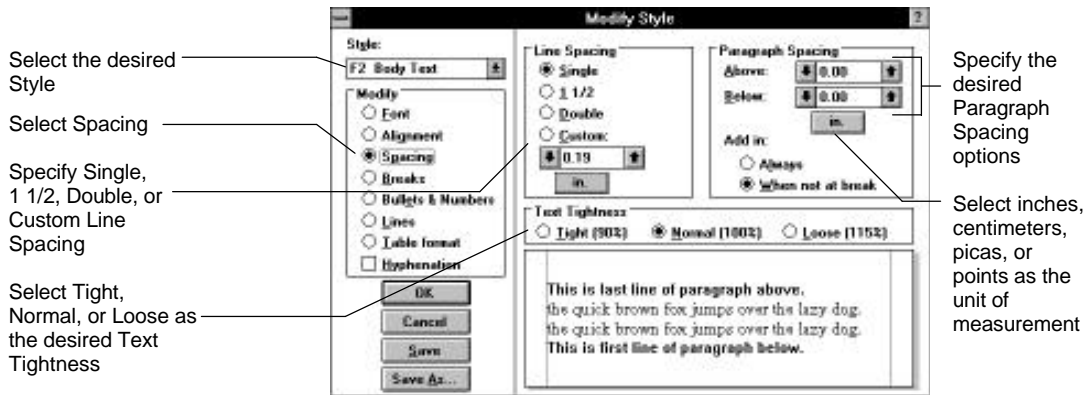 Select the desired
Style
Select Spacing
Specify Single,
1 1/2, Double, or
Custom Line
Spacing
Select Tight,
Normal, or Loose as
the desired Text
Tightness
Modify Style
?
Style:
F2 Body Text
Modify
Font
Alignment
Spacing
Breaks
Bullets & Numbers
Lines
Table format
Hyphenation
OK
Cancel
Save
Save As...
Line Spacing
Single
1 1/2
Double
Custom:
0.19
in.
Paragraph Spacing
Above: 0.00
Below: 0.00
in.
Add in:
Always
When not at break
Text Tightness
Tight (90%) Normal (100%) Loose (115%)
This is last line of paragraph above.
the quick brown fox jumps over the lazy dog.
the quick brown fox jumps over the lazy dog.
This is first line of paragraph below.
Specify the
desired
Paragraph
Spacing
options
Select inches,
centimeters,
picas, or
points as the
unit of
measurement